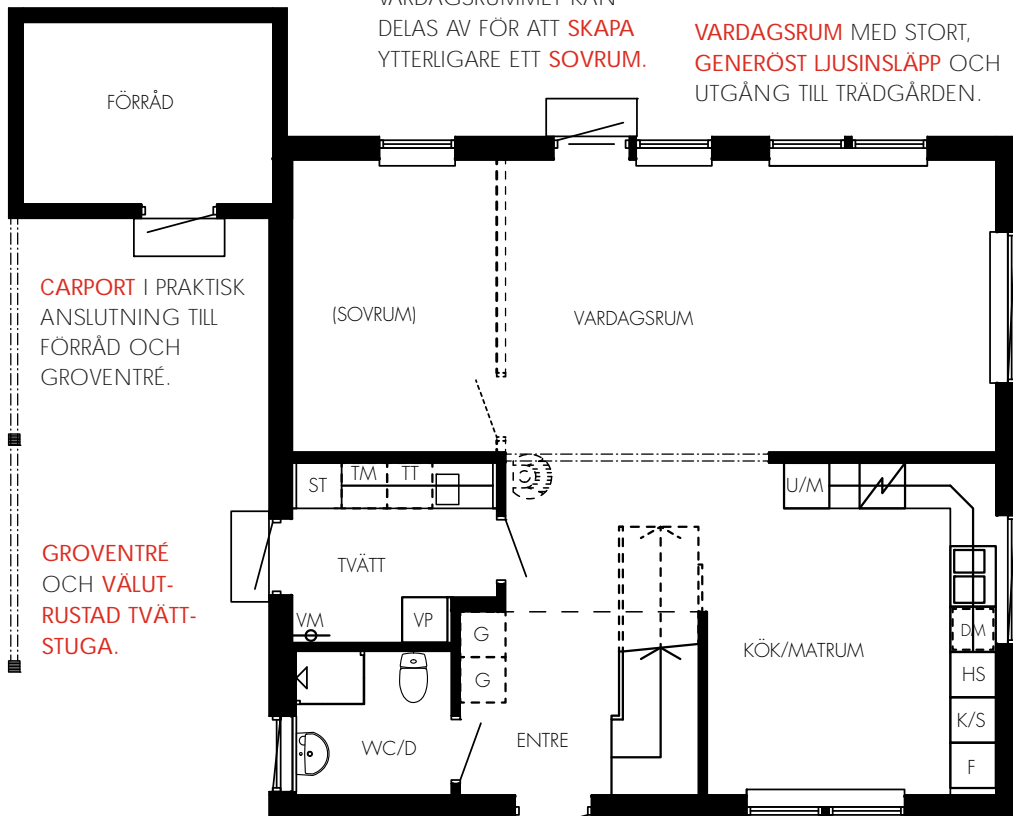 VARDAGSRUMMET KAN
DELAS AV FÖR ATT SKAPA
YTTERLIGARE ETT SOVRUM.
VARDAGSRUM MED STORT,
GENERÖST LJUSINSLÄPP OCH
UTGÅNG TILL TRÄDGÅRDEN.
FÖRRÅD
CARPORT I PRAKTISK
ANSLUTNING TILL
FÖRRÅD OCH
GROVENTRÉ.
(SOVRUM)
VARDAGSRUM
ST
TM
TT
U/M
GROVENTRÉ
OCH VÄLUT-
RUSTAD TVÄTT-
STUGA.
TVÄTT
VM
VP
G
G
DM
KÖK/MATRUM
HS
K/S
F
WC/D
ENTRE